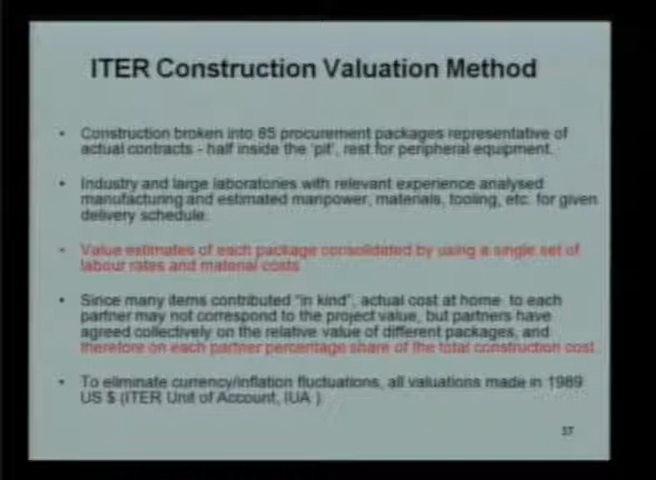 ITER Construction Valuation Method
• Construction broken into 85 procurement packages representative of
actual contracts - half inside the 'pit', rest for peripheral equipment.
• Industry and large laboratories with relevant experience analysed
manufacturing and estimated manpower, materials, tooling, etc. for given
delivery schedule.
• Value estimates of each package consolidated by using a single set of
labour rates and material costs
• Since many items contributed "in kind", actual cost at home to each
partner may not correspond to the project value, but partners have
agreed collectively on the relative value of different packages, and
therefore on each partner percentage share of the total construction cost.
• To eliminate currency/inflation fluctuations, all valuations made in 1989
US $ (ITER Unit of Account, IUA )
37